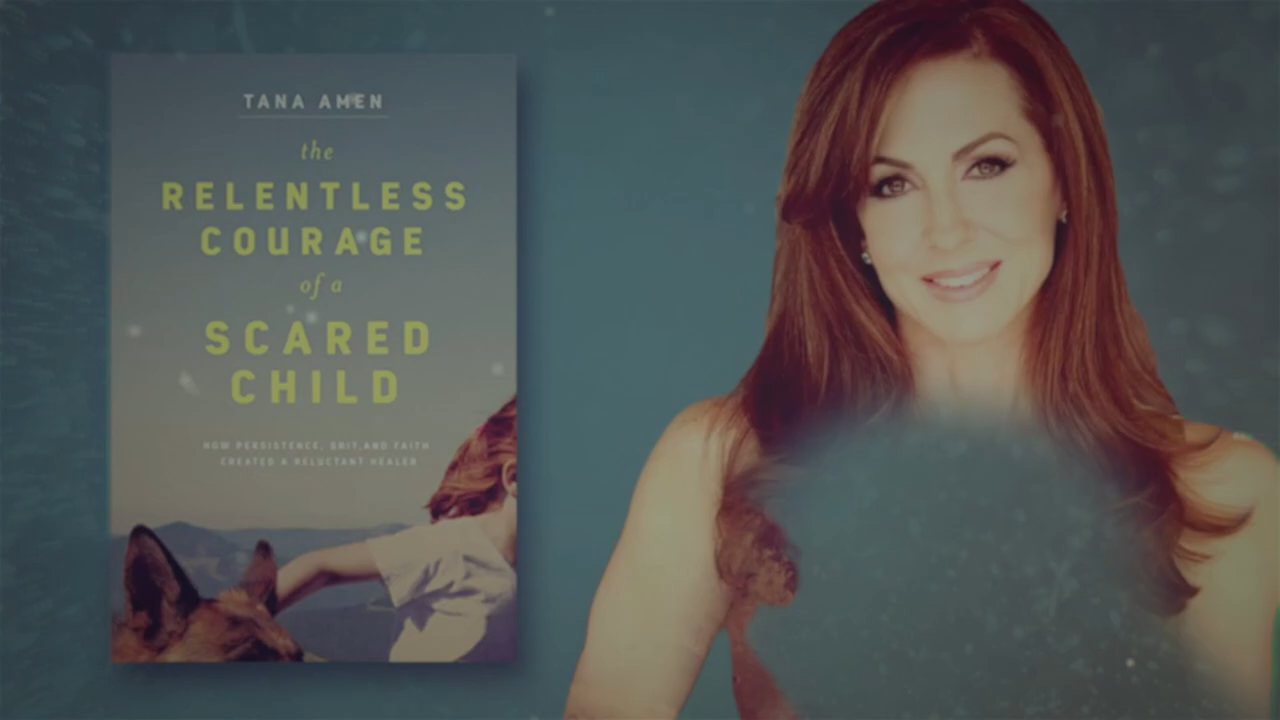 TANA AMEN
the
RELENTLESS
COURAGE
of a
SCARED
CHILD
HOW PERSISTENCE, GRIT, AND FAITH
CREATED A RELUCTANT HEALER